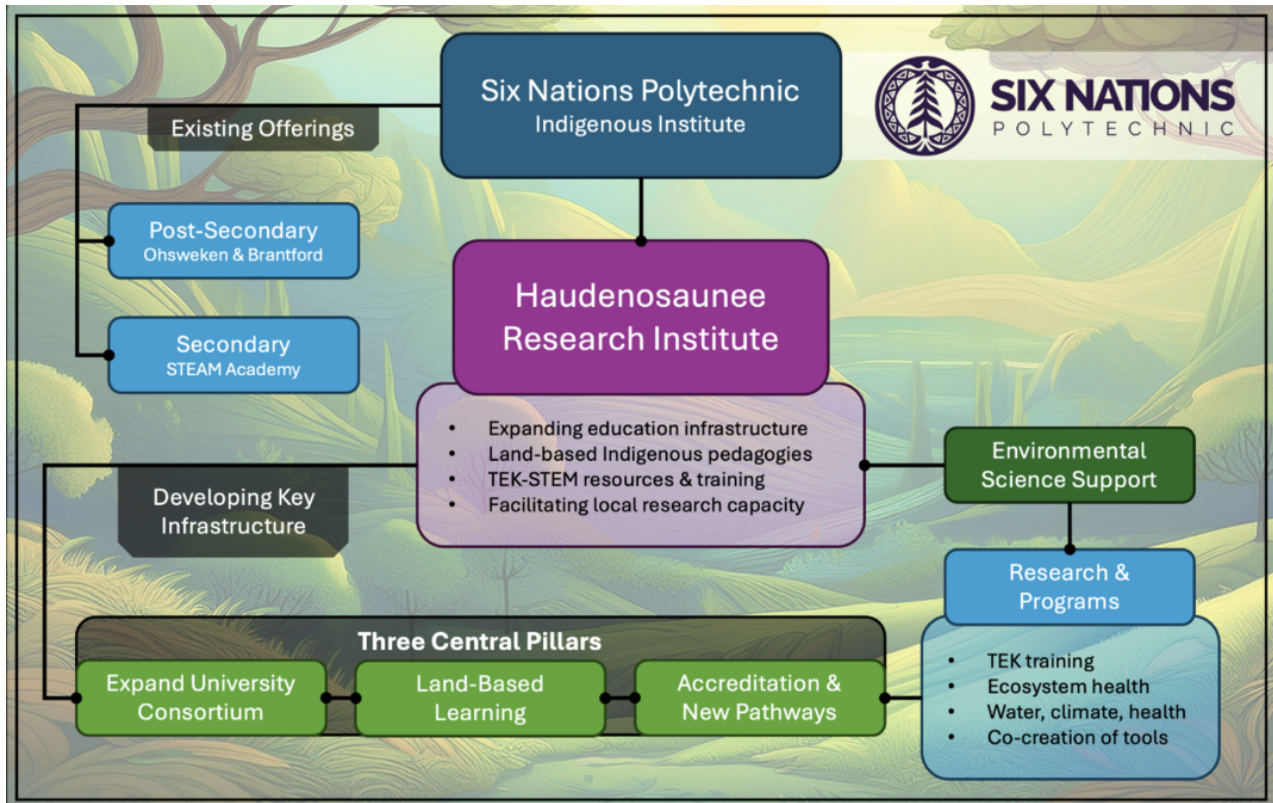 Six Nations Polytechnic
Indigenous Institute
SIX NATIONS
POLYTECHNIC
Existing Offerings
Post-Secondary
Ohsweken & Brantford
Secondary
STEAM Academy
Haudenosaunee
Research Institute
• Expanding education infrastructure
• Land-based Indigenous pedagogies
• TEK-STEM resources & training
• Facilitating local research capacity
Environmental
Science Support
Developing Key
Infrastructure
Research &
Programs
• TEK training
• Ecosystem health
• Water, climate, health
• Co-creation of tools
Three Central Pillars
Expand University
Consortium
Land-Based
Learning
Accreditation &
New Pathways